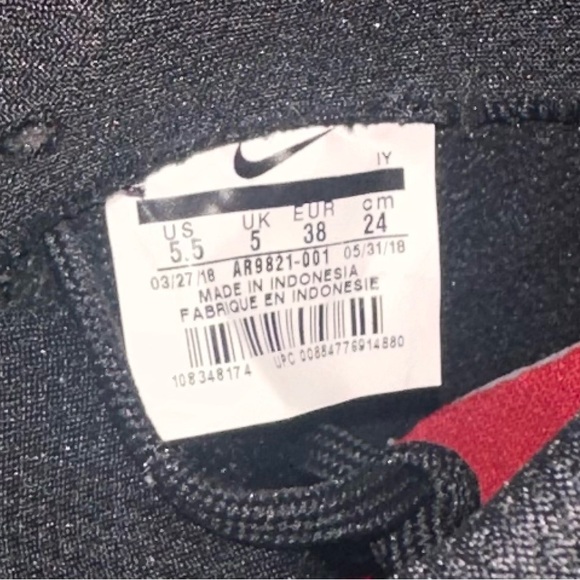 IY
US UK EUR cm
5.5 5 38 24
03/27/18 AR9821-001 05/31/18
MADE IN INDONESIA
FABRIQUE EN INDONESIE
108348174 UPC 00884776914880